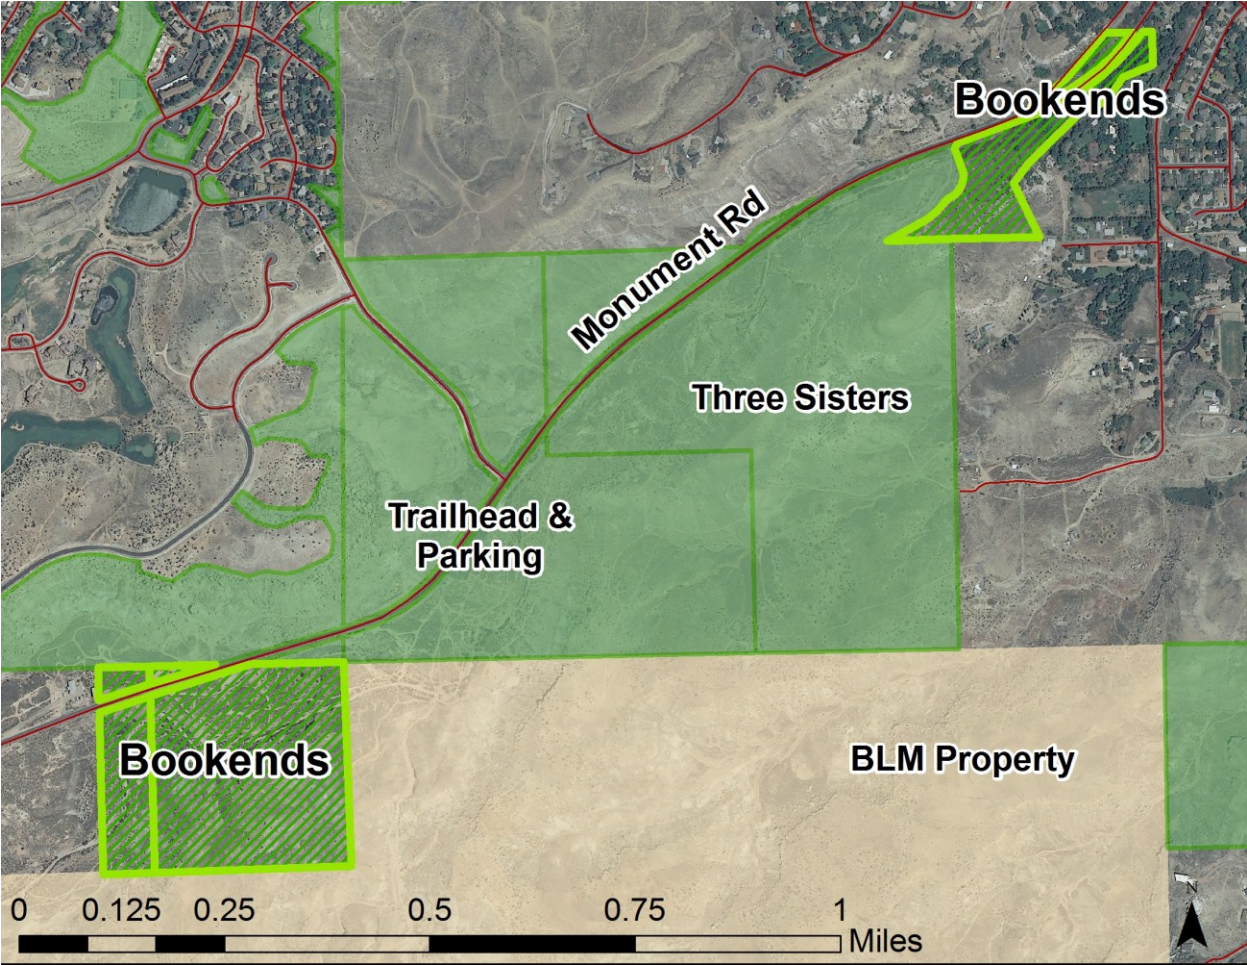 Bookends
Monument Rd
Three Sisters
Trailhead &
Parking
Bookends
BLM Property
0 0.125 0.25 0.5 0.75 1
Miles
N